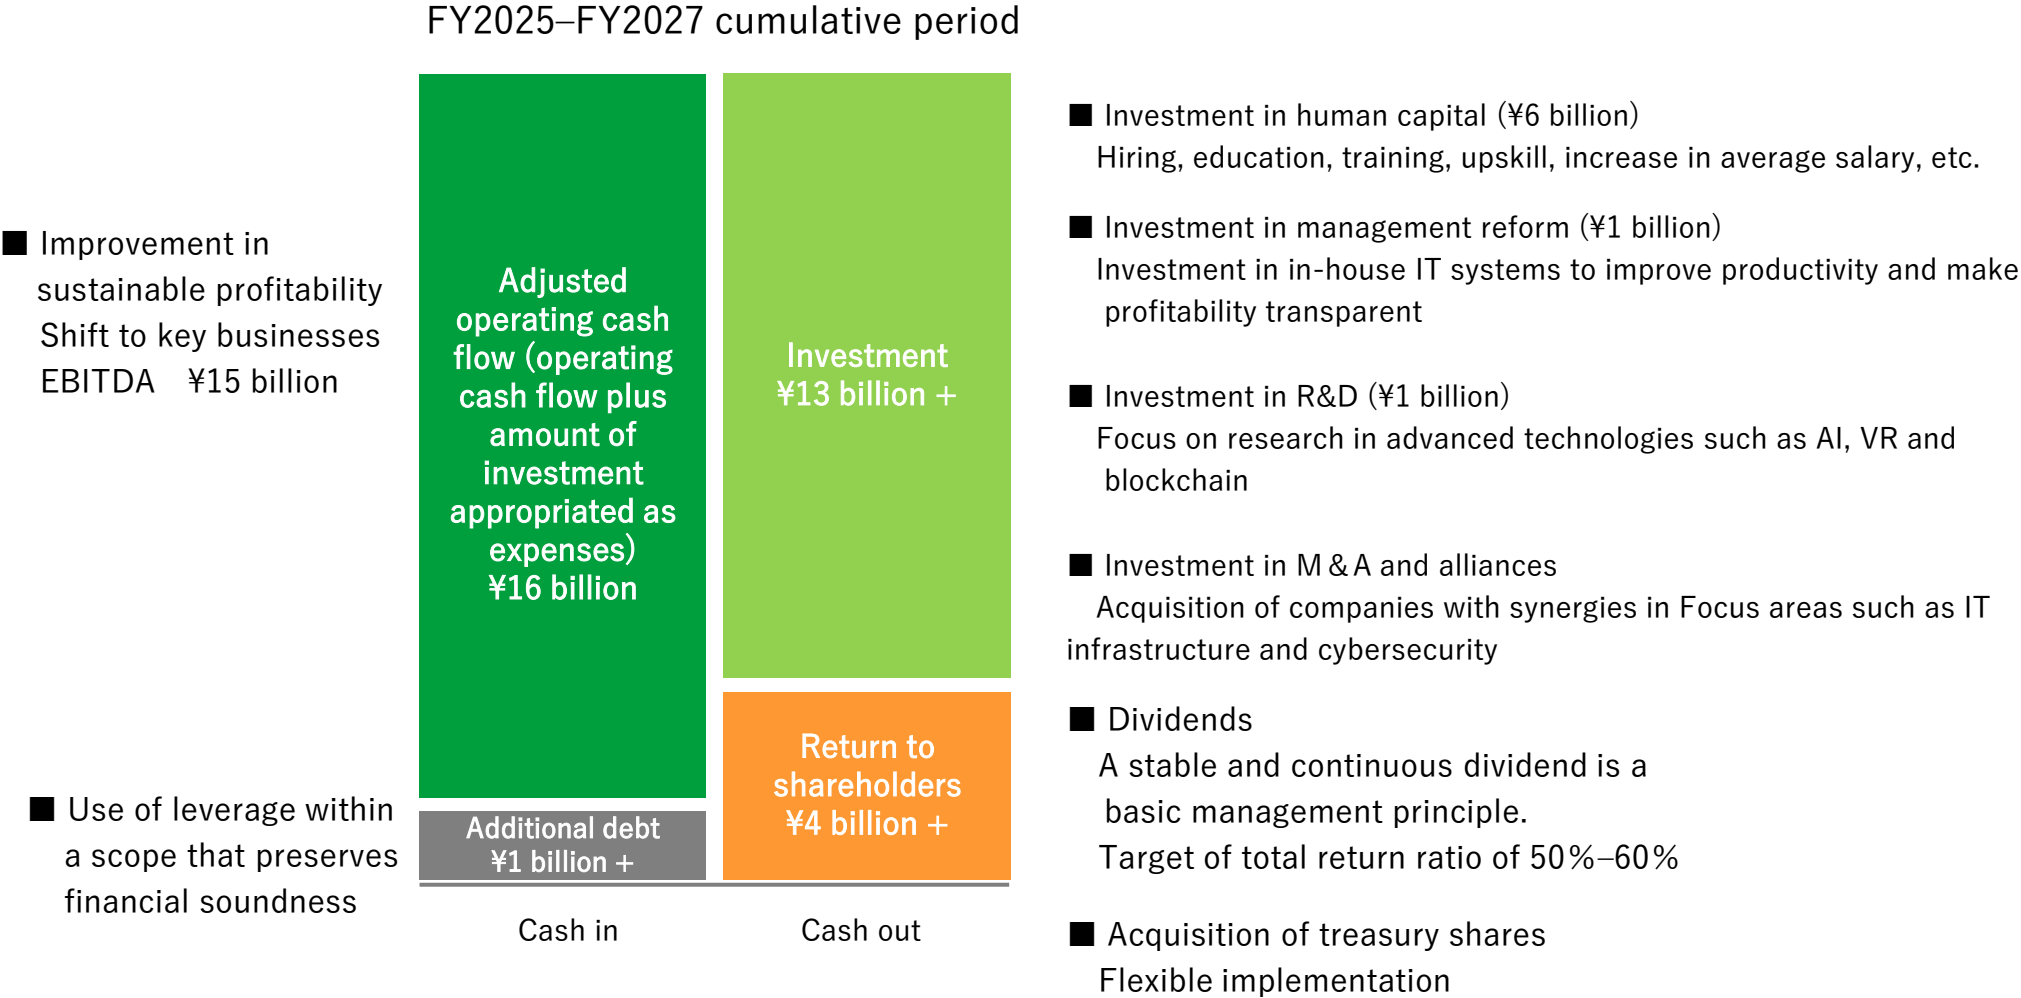 FY2025–FY2027 cumulative period
■ Improvement in
sustainable profitability
Shift to key businesses
EBITDA　¥15 billion
■ Use of leverage within
a scope that preserves
financial soundness
Adjusted
operating cash
flow (operating
cash flow plus
amount of
investment
appropriated as
expenses)
¥16 billion
Additional debt
¥1 billion +
Cash in
Investment
¥13 billion +
Return to
shareholders
¥4 billion +
Cash out
■ Investment in human capital (¥6 billion)
Hiring, education, training, upskill, increase in average salary, etc.
■ Investment in management reform (¥1 billion)
Investment in in-house IT systems to improve productivity and make
profitability transparent
■ Investment in R&D (¥1 billion)
Focus on research in advanced technologies such as AI, VR and
blockchain
■ Investment in M＆A and alliances
Acquisition of companies with synergies in Focus areas such as IT
infrastructure and cybersecurity
■ Dividends
A stable and continuous dividend is a
basic management principle.
Target of total return ratio of 50%–60%
■ Acquisition of treasury shares
Flexible implementation